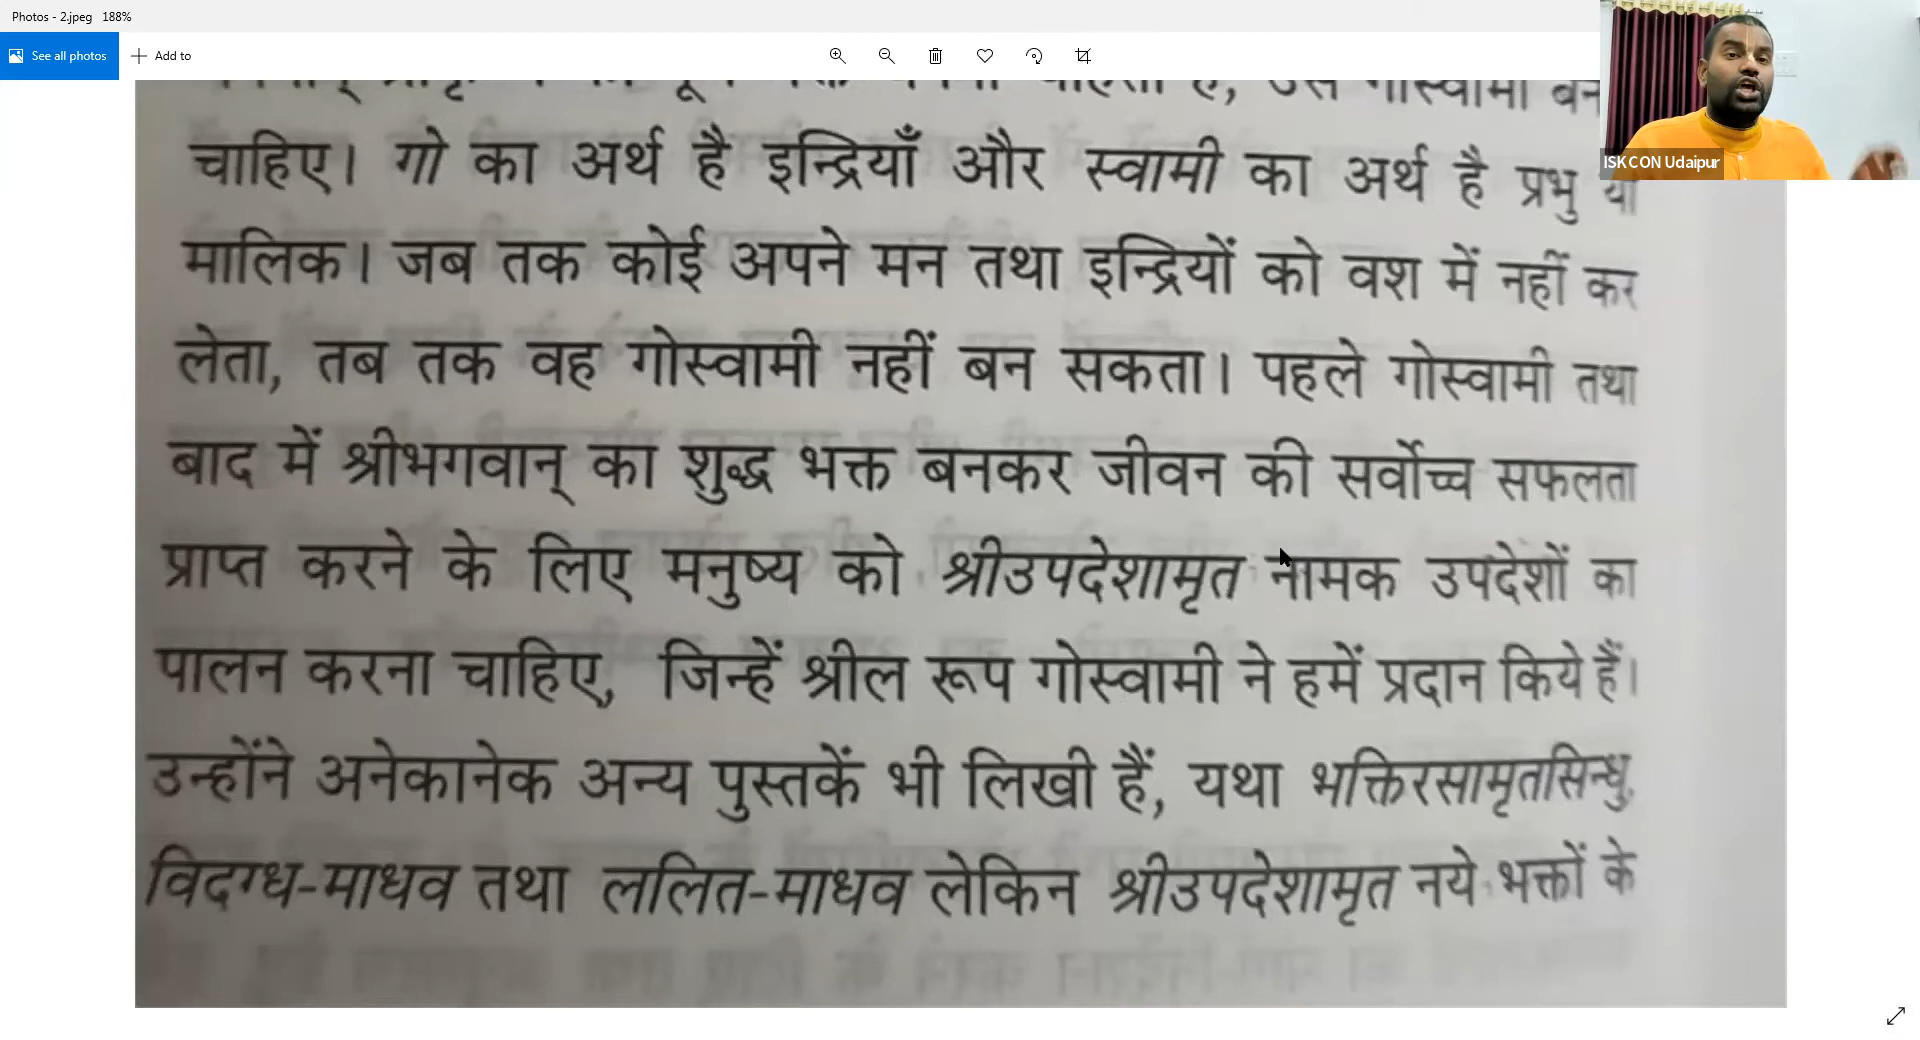 Photos - 2.jpeg 188%
See all photos
Add to
उसे गोस्वामी
ISKCON Udaipur
चाहिए। गो का अर्थ है इन्द्रियाँ और स्वामी का अर्थ है प्रभु या
मालिक। जब तक कोई अपने मन तथा इन्द्रियों को वश में नहीं कर
लेता, तब तक वह गोस्वामी नहीं बन सकता। पहले गोस्वामी तथा
बाद में श्रीभगवान् का शुद्ध भक्त बनकर जीवन की सर्वोच्च सफलता
प्राप्त करने के लिए मनुष्य को श्रीउपदेशामृत नामक उपदेशों का
पालन करना चाहिए, जिन्हें श्रील रूप गोस्वामी ने हमें प्रदान किये हैं।
उन्होंने अनेकानेक अन्य पुस्तकें भी लिखी हैं, यथा भक्तिरसामृतसिन्धु,
विदग्ध-माधव तथा ललित-माधव लेकिन श्रीउपदेशामृत नये भक्तों के